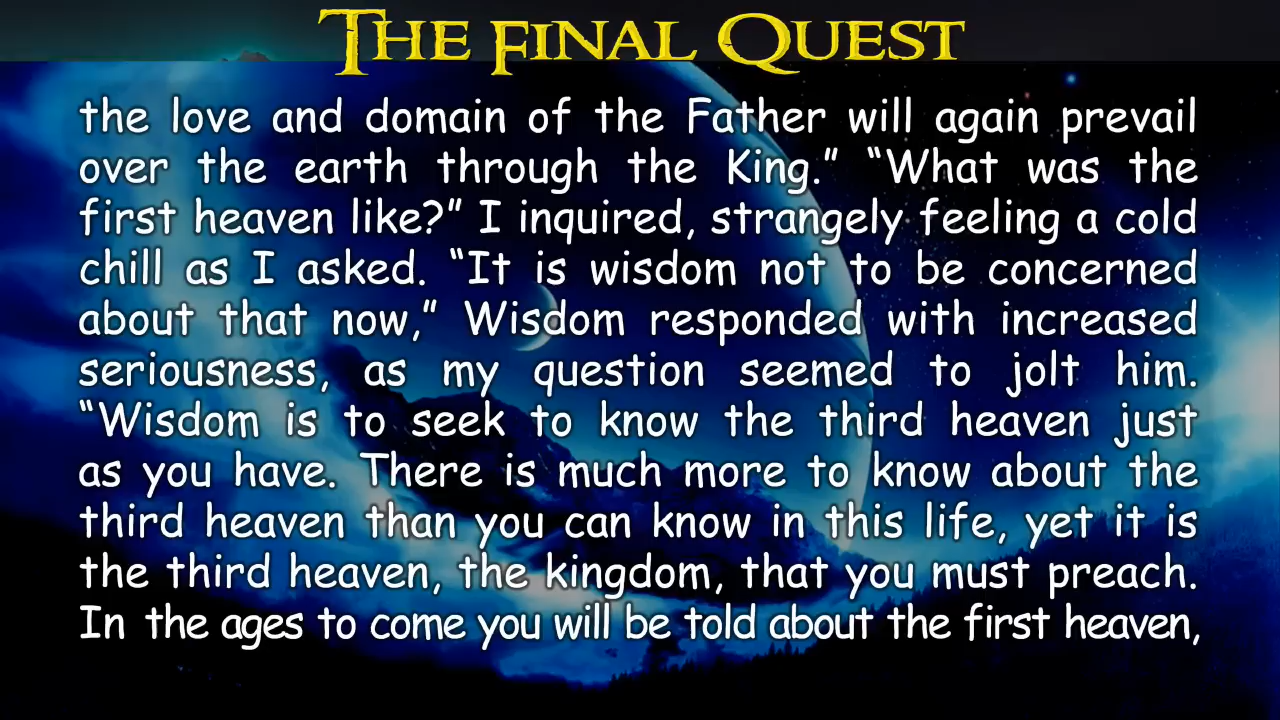 THE FINAL QUEST
the love and domain of the Father will again prevail
over the earth through the King.” “What was the
first heaven like?” I inquired, strangely feeling a cold
chill as I asked. “It is wisdom not to be concerned
about that now,” Wisdom responded with increased
seriousness, as my question seemed to jolt him.
“Wisdom is to seek to know the third heaven just
as you have. There is much more to know about the
third heaven than you can know in this life, yet it is
the third heaven, the kingdom, that you must preach.
In the ages to come you will be told about the first heaven,